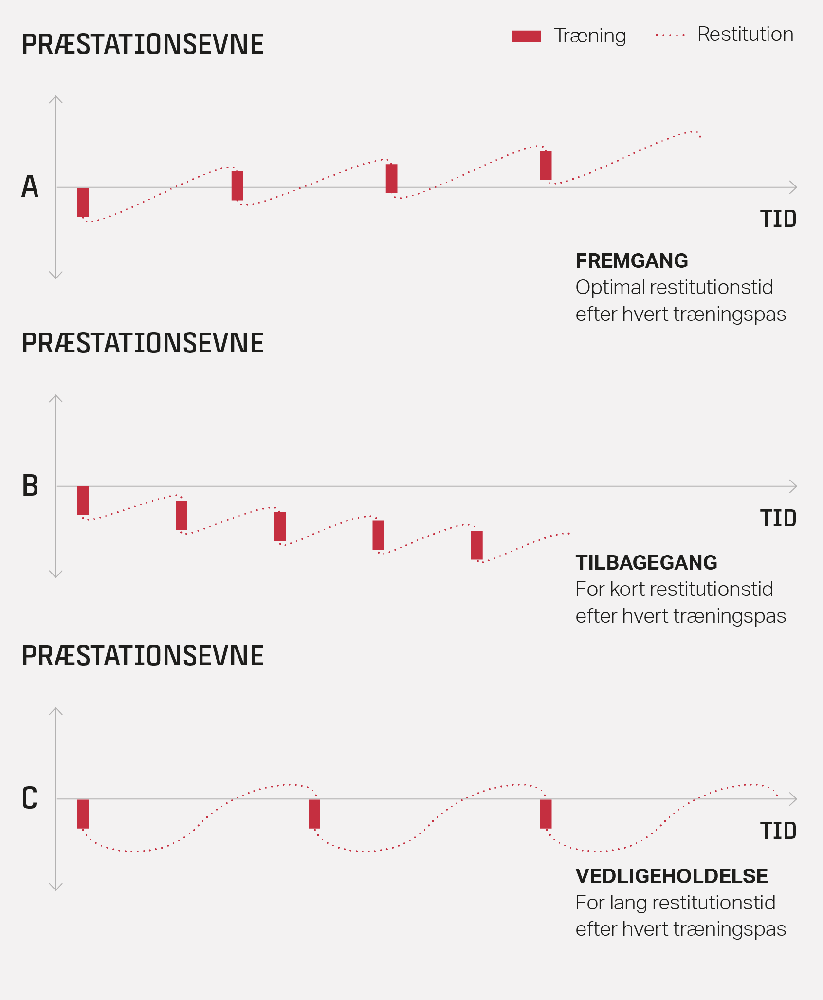 PRÆSTATIONSEVNE
Træning
Restitution
A
TID
FREMGANG
Optimal restitutionstid
efter hvert træningspas
PRÆSTATIONSEVNE
B
TID
TILBAGEGANG
For kort restitutionstid
efter hvert træningspas
PRÆSTATIONSEVNE
C
TID
VEDLIGEHOLDELSE
For lang restitutionstid
efter hvert træningspas